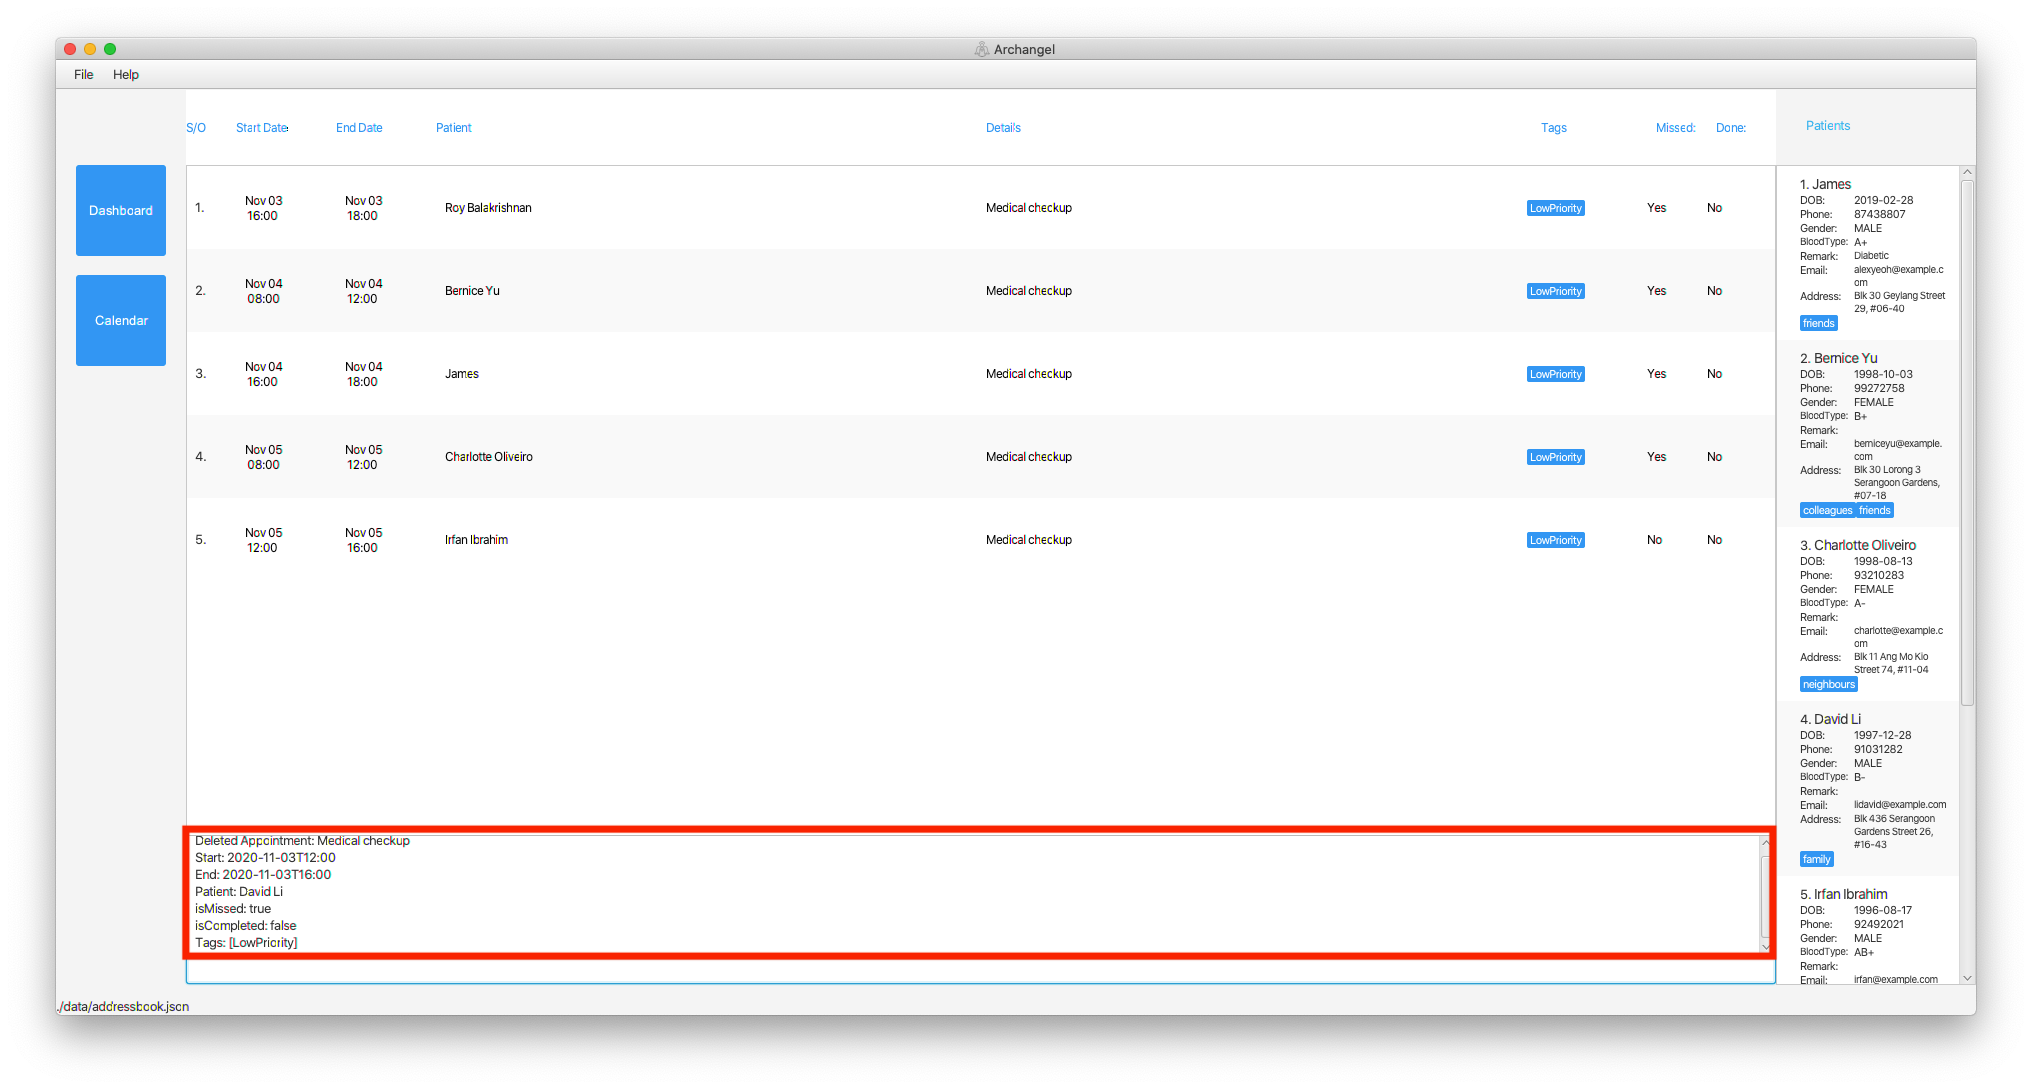 Archangel
File Help
S/O Start Date: End Date Patient Details Tags Missed: Done: Patients
Dashboard
Calendar
1. Nov 03 16:00 Nov 03 18:00 Roy Balakrishnan Medical checkup LowPriority Yes No
2. Nov 04 08:00 Nov 04 12:00 Bernice Yu Medical checkup LowPriority Yes No
3. Nov 04 16:00 Nov 04 18:00 James Medical checkup LowPriority Yes No
4. Nov 05 08:00 Nov 05 12:00 Charlotte Oliveiro Medical checkup LowPriority Yes No
5. Nov 05 12:00 Nov 05 16:00 Irfan Ibrahim Medical checkup LowPriority No No
Deleted Appointment: Medical checkup
Start: 2020-11-03T12:00
End: 2020-11-03T16:00
Patient: David Li
isMissed: true
isCompleted: false
Tags: [LowPriority]
1. James
DOB: 2019-02-28
Phone: 87438807
Gender: MALE
BloodType: A+
Remark: Diabetic
Email: alexyeoh@example.c
om
Address: Blk 30 Geylang Street
29, #06-40
friends
2. Bernice Yu
DOB: 1998-10-03
Phone: 99272758
Gender: FEMALE
BloodType: B+
Remark:
Email: berniceyu@example.
com
Address: Blk 30 Lorong 3
Serangoon Gardens,
#07-18
colleagues friends
3. Charlotte Oliveiro
DOB: 1998-08-13
Phone: 93210283
Gender: FEMALE
BloodType: A-
Remark:
Email: charlotte@example.c
om
Address: Blk 11 Ang Mo Kio
Street 74, #11-04
neighbours
4. David Li
DOB: 1997-12-28
Phone: 91031282
Gender: MALE
BloodType: B-
Remark:
Email: lidavid@example.com
Address: Blk 436 Serangoon
Gardens Street 26,
#16-43
family
5. Irfan Ibrahim
DOB: 1996-08-17
Phone: 92492021
Gender: MALE
BloodType: AB+
Remark:
Email: irfan@example.com
./data/addressbook.json